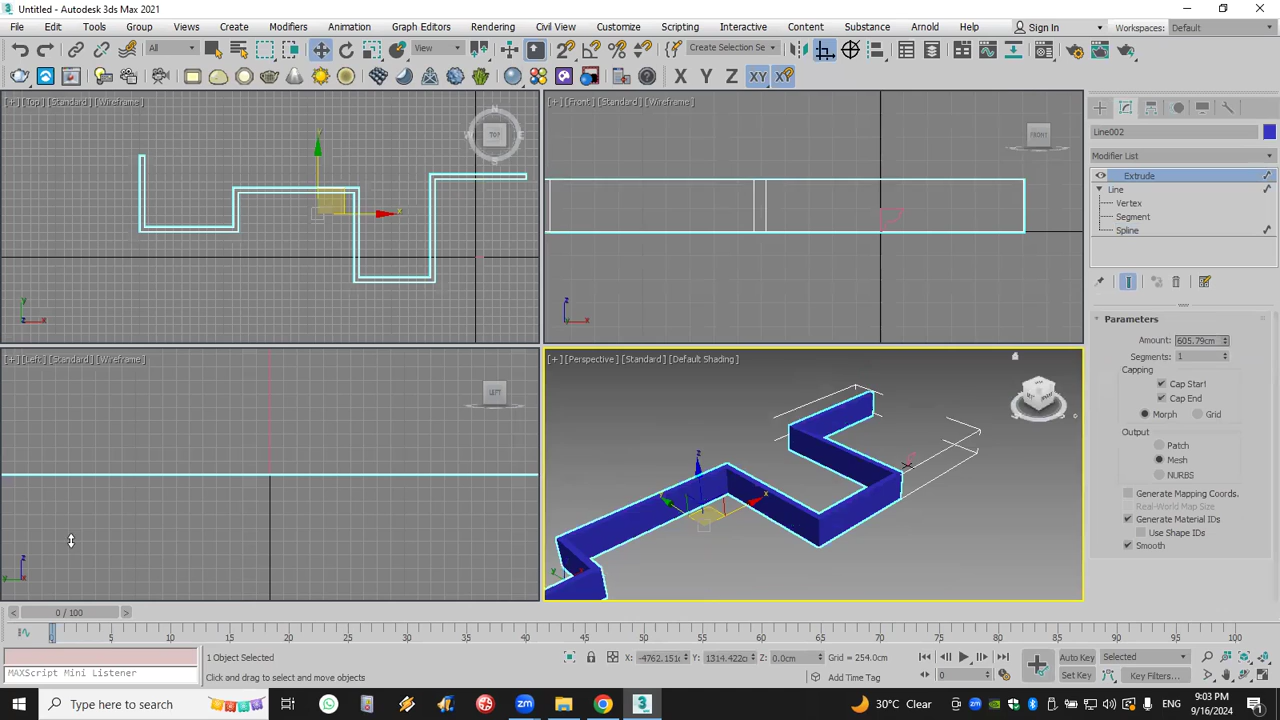 Untitled - Autodesk 3ds Max 2021
File Edit Tools Group Views Create Modifiers Animation Graph Editors Rendering Civil View Customize Scripting Interactive Content Substance Arnold Help Sign In Workspaces: Default
All View Create Selection Se
X Y Z XY XY
[+] [Top] [Standard] [Wireframe]
[+] [Front] [Standard] [Wireframe]
TOP
FRONT
Line002
Modifier List
Extrude
Line
Vertex
Segment
Spline
Parameters
Amount: 605.79cm
Segments: 1
Capping
Cap Start
Cap End
Morph Grid
Output
Patch
Mesh
NURBS
Generate Mapping Coords.
Real-World Map Size
Generate Material IDs
Use Shape IDs
Smooth
[+] [Left] [Standard] [Wireframe]
[+] [Perspective] [Standard] [Default Shading]
LEFT
0 / 100
0 5 10 15 20 25 30 35 40 45 50 55 60 65 70 75 80 85 90 95 100
1 Object Selected
X: -4762.151c Y: 1314.422c Z: 0.0cm Grid = 254.0cm
Auto Key Selected
MAXScript Mini Listener
Click and drag to select and move objects
Add Time Tag
0
Set Key Key Filters...
Type here to search
30°C Clear
ENG
9:03 PM
9/16/2024